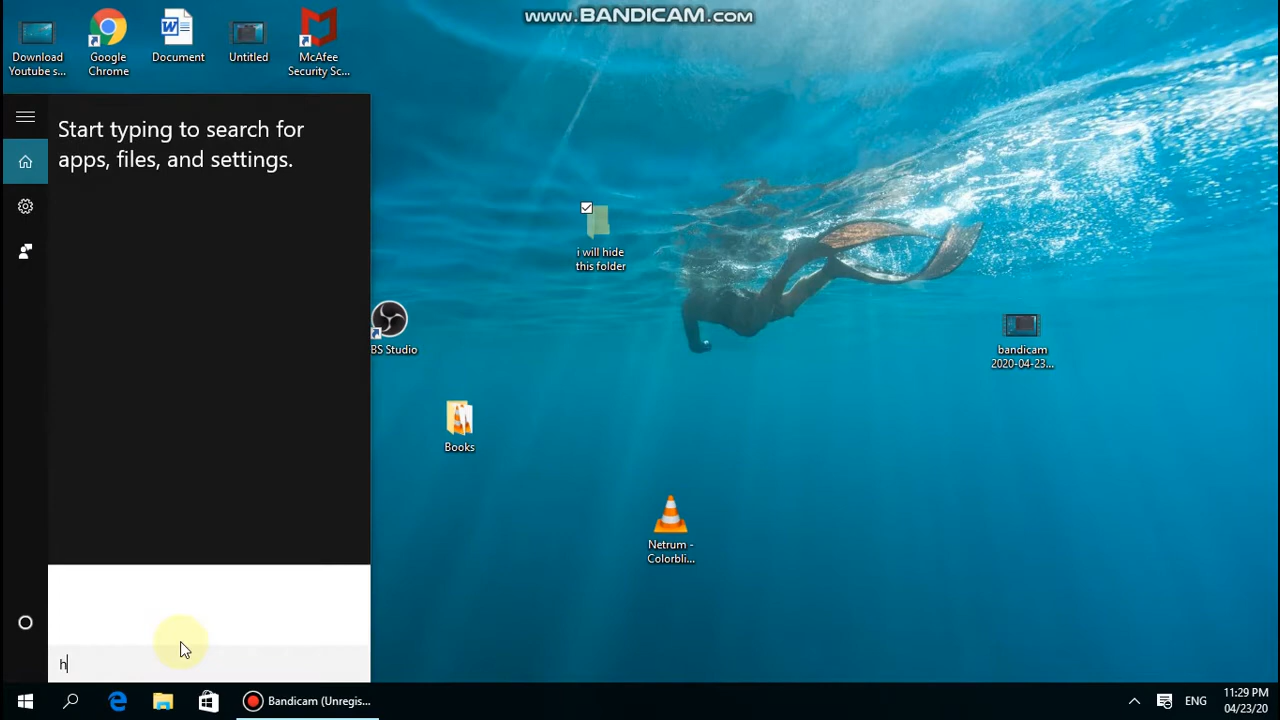 www.BANDICAM.com
Download
Youtube s...
Google
Chrome
Document
Untitled
McAfee
Security Sc...
Start typing to search for
apps, files, and settings.
i will hide
this folder
BS Studio
bandicam
2020-04-23...
Books
Netrum -
Colorbli...
h
Bandicam (Unregis...
ENG
11:29 PM
04/23/20